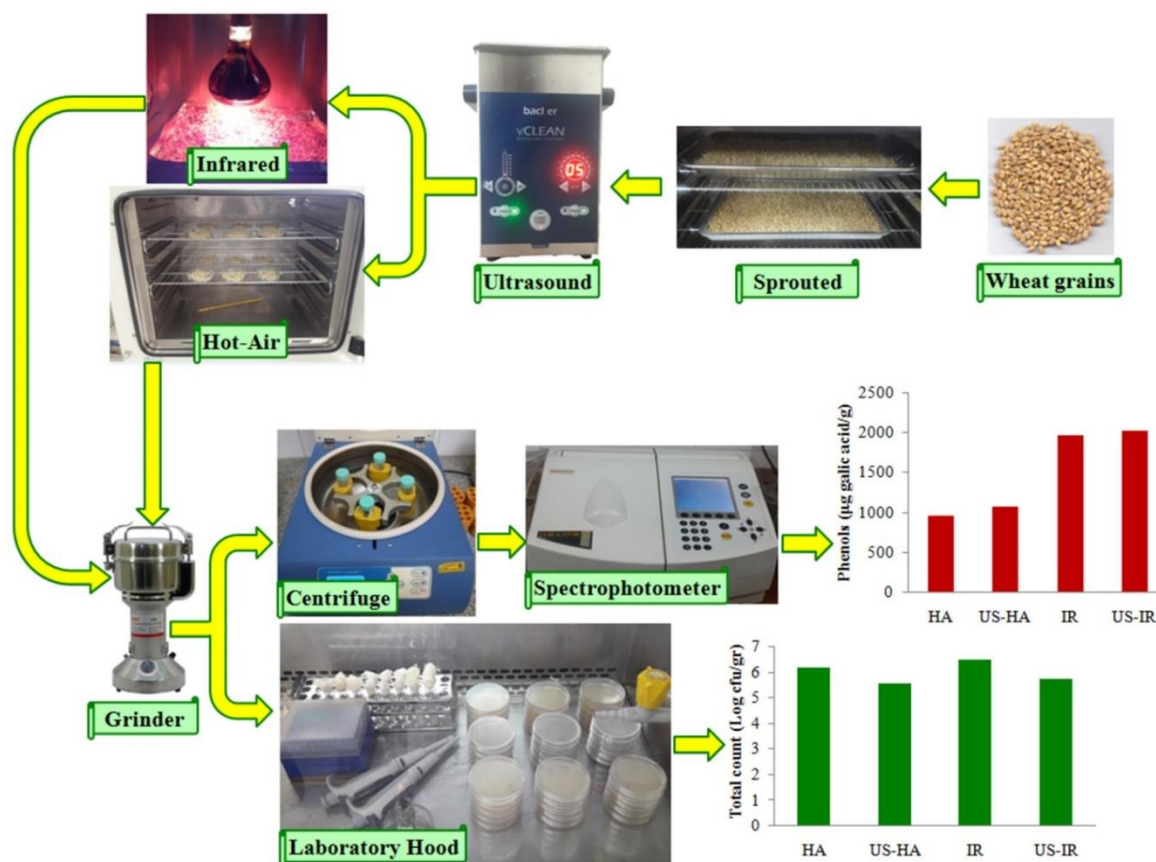 Infrared
bacl er
vCLEAN
05
Ultrasound
Sprouted
Wheat grains
Hot-Air
Centrifuge
Spectrophotometer
Phenols (µg galic acid/g)
2500
2000
1500
1000
500
0
HA US-HA IR US-IR
Grinder
Laboratory Hood
Total count (Log cfu/gr)
7
6
5
4
3
2
1
0
HA US-HA IR US-IR